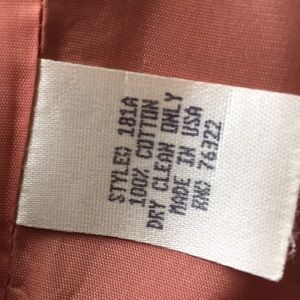 STYLE: 181A
100% COTTON
DRY CLEAN ONLY
MADE IN USA
RN: 76322